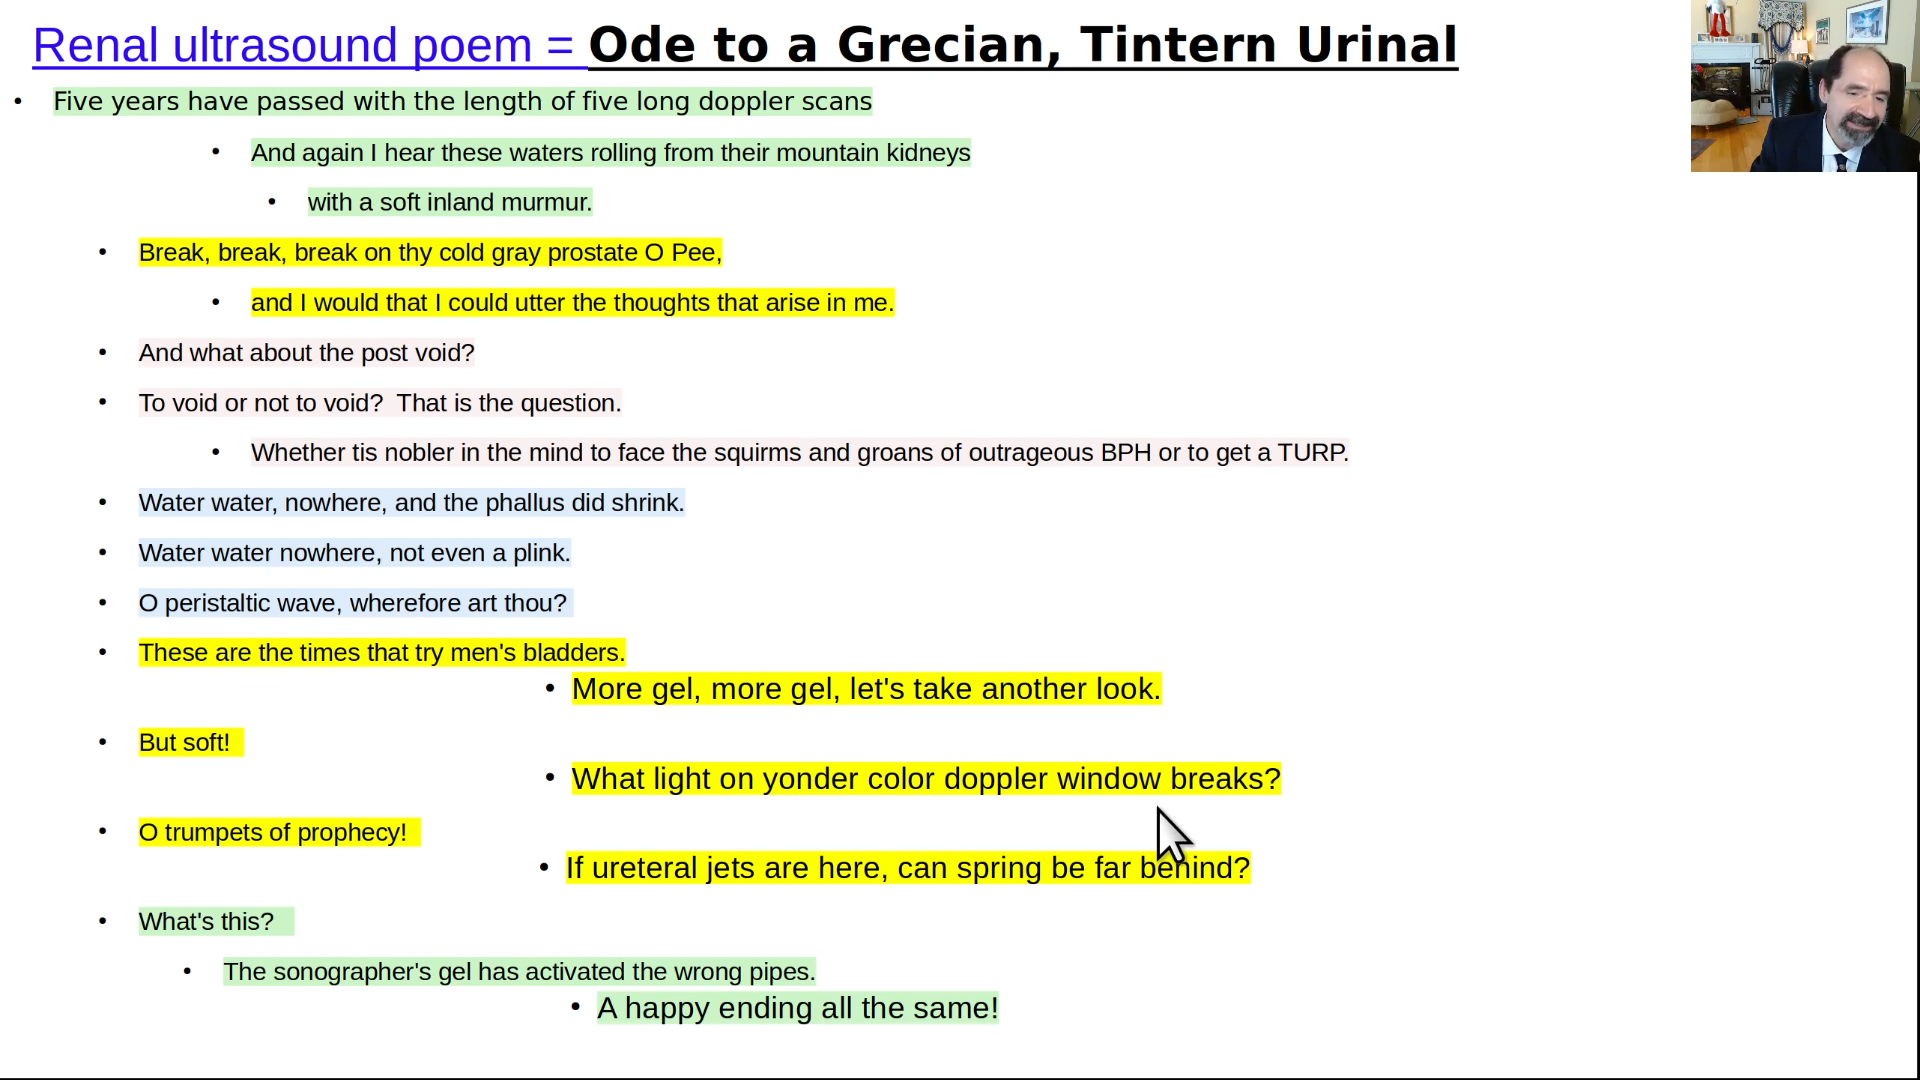 Renal ultrasound poem = Ode to a Grecian, Tintern Urinal
• Five years have passed with the length of five long doppler scans
• And again I hear these waters rolling from their mountain kidneys
• with a soft inland murmur.
• Break, break, break on thy cold gray prostate O Pee,
• and I would that I could utter the thoughts that arise in me.
• And what about the post void?
• To void or not to void?  That is the question.
• Whether tis nobler in the mind to face the squirms and groans of outrageous BPH or to get a TURP.
• Water water, nowhere, and the phallus did shrink.
• Water water nowhere, not even a plink.
• O peristaltic wave, wherefore art thou?
• These are the times that try men's bladders.
• More gel, more gel, let's take another look.
• But soft!
• What light on yonder color doppler window breaks?
• O trumpets of prophecy!
• If ureteral jets are here, can spring be far behind?
• What's this?
• The sonographer's gel has activated the wrong pipes.
• A happy ending all the same!